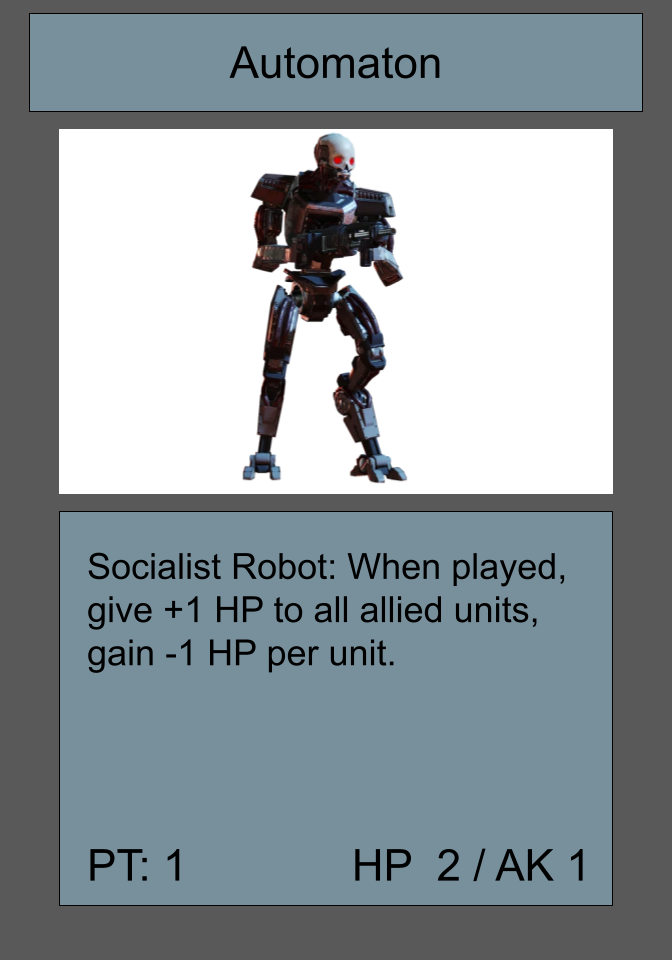 Automaton
Socialist Robot: When played,
give +1 HP to all allied units,
gain -1 HP per unit.
PT: 1
HP  2 / AK 1